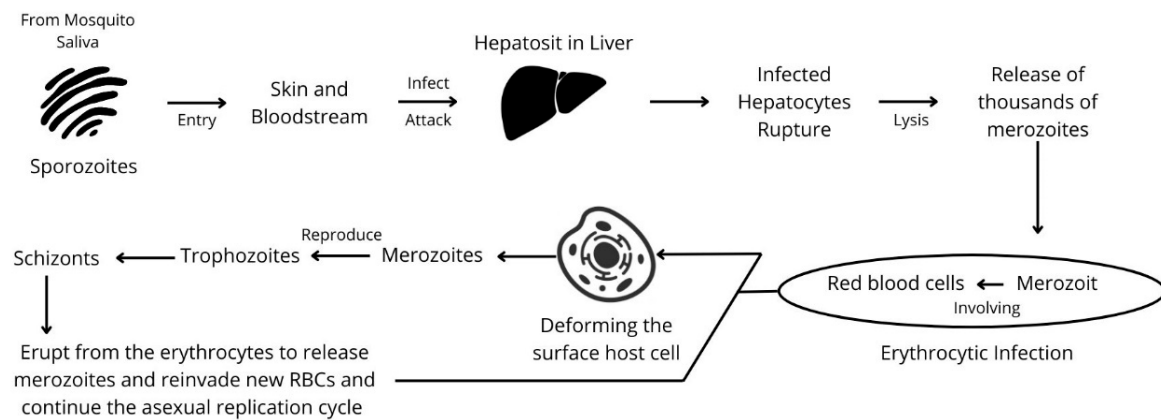 From Mosquito
Saliva
Sporozoites
Entry
Skin and
Bloodstream
Infect
Attack
Hepatosit in Liver
Infected
Hepatocytes
Rupture
Lysis
Release of
thousands of
merozoites
Red blood cells
Merozoit
Involving
Erythrocytic Infection
Deforming the
surface host cell
Merozoites
Reproduce
Trophozoites
Schizonts
Erupt from the erythrocytes to release
merozoites and reinvade new RBCs and
continue the asexual replication cycle